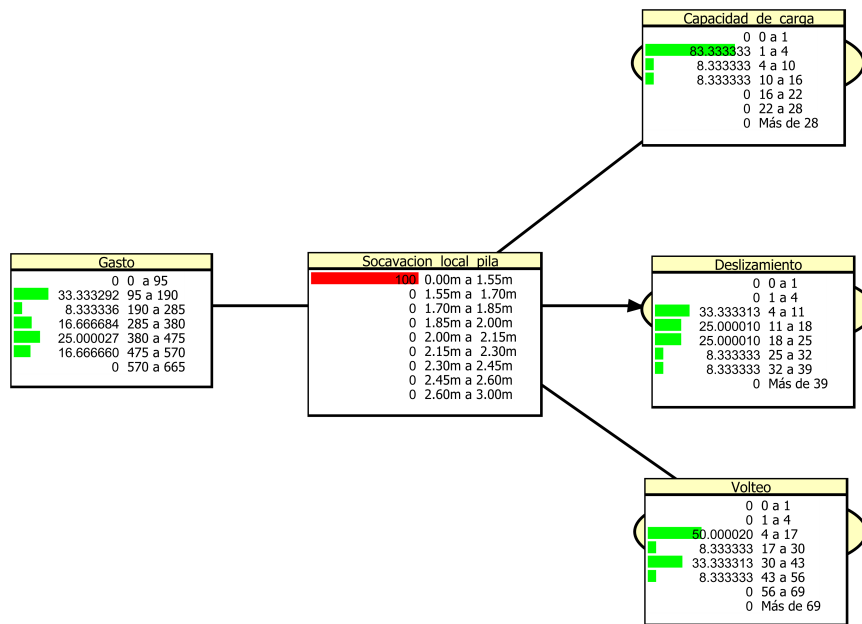 Capacidad de carga
0 0 a 1
83.333333 1 a 4
8.333333 4 a 10
8.333333 10 a 16
0 16 a 22
0 22 a 28
0 Más de 28
Gasto
0 0 a 95
33.333292 95 a 190
8.333336 190 a 285
16.666684 285 a 380
25.000027 380 a 475
16.666660 475 a 570
0 570 a 665
Socavacion local pila
100 0.00m a 1.55m
0 1.55m a 1.70m
0 1.70m a 1.85m
0 1.85m a 2.00m
0 2.00m a 2.15m
0 2.15m a 2.30m
0 2.30m a 2.45m
0 2.45m a 2.60m
0 2.60m a 3.00m
Deslizamiento
0 0 a 1
0 1 a 4
33.333313 4 a 11
25.000010 11 a 18
25.000010 18 a 25
8.333333 25 a 32
8.333333 32 a 39
0 Más de 39
Volteo
0 0 a 1
0 1 a 4
50.000020 4 a 17
8.333333 17 a 30
33.333313 30 a 43
8.333333 43 a 56
0 56 a 69
0 Más de 69